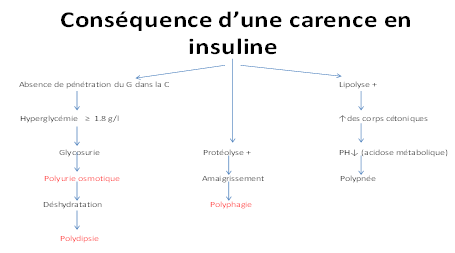 Conséquence d’une carence en
insuline
Absence de pénétration du G dans la C
Hyperglycémie ≥ 1.8 g/l
Glycosurie
Polyurie osmotique
Déshydratation
Polydipsie
Protéolyse +
Amaigrissement
Polyphagie
Lipolyse +
↑des corps cétoniques
PH↓ (acidose métabolique)
Polypnée